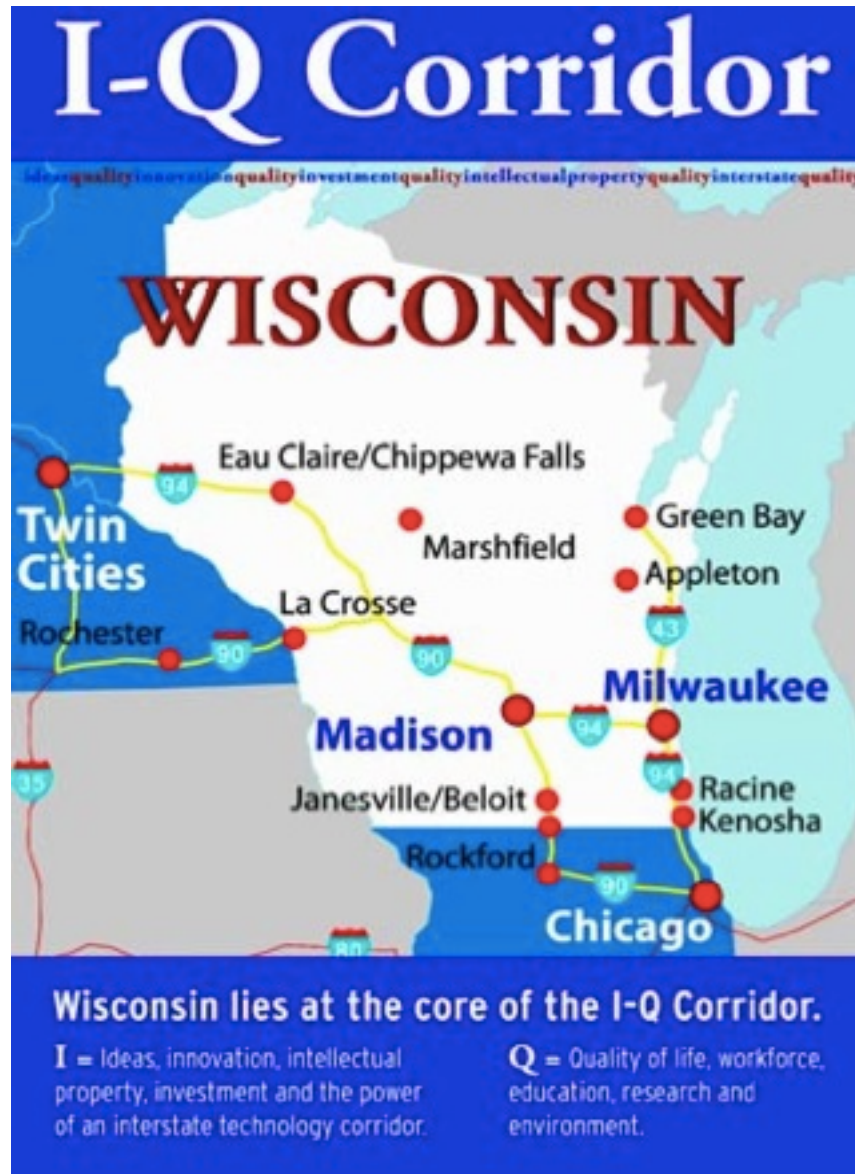 I-Q Corridor
ideasqualityinnovationqualityinvestmentqualityintellectualpropertyqualityinterstatequality
WISCONSIN
Eau Claire/Chippewa Falls
94
Twin
Cities
Marshfield
Green Bay
Appleton
La Crosse
Rochester
90
90
43
Milwaukee
Madison
94
94
35
Janesville/Beloit
Racine
Kenosha
Rockford
90
Chicago
80
Wisconsin lies at the core of the I-Q Corridor.
I = Ideas, innovation, intellectual
property, investment and the power
of an interstate technology corridor.
Q = Quality of life, workforce,
education, research and
environment.